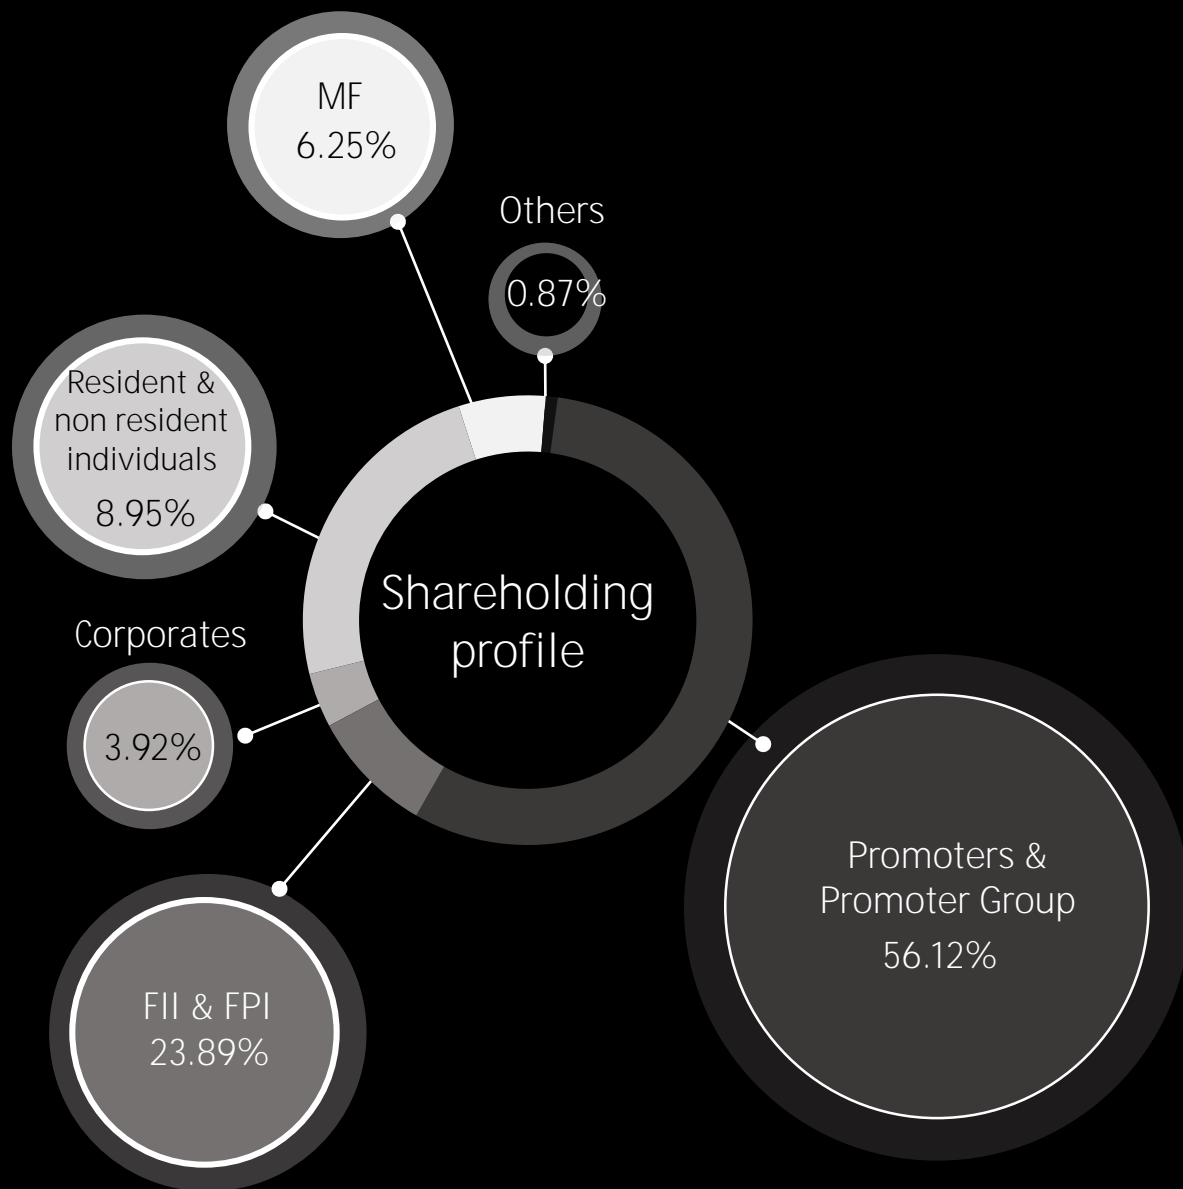 MF
6.25%
Others
0.87%
Resident &
non resident
individuals
8.95%
Shareholding
profile
Corporates
3.92%
Promoters &
Promoter Group
56.12%
FII & FPI
23.89%